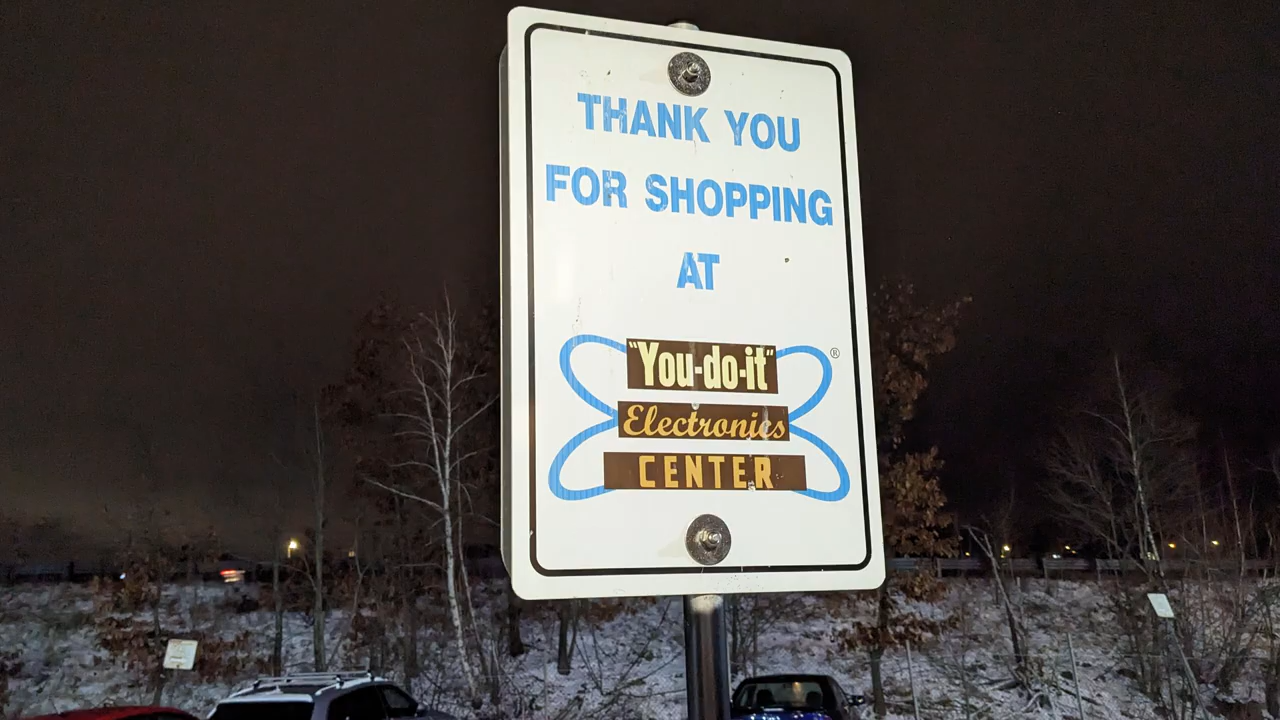 THANK YOU
FOR SHOPPING
AT
"You-do-it" ®
Electronics
CENTER